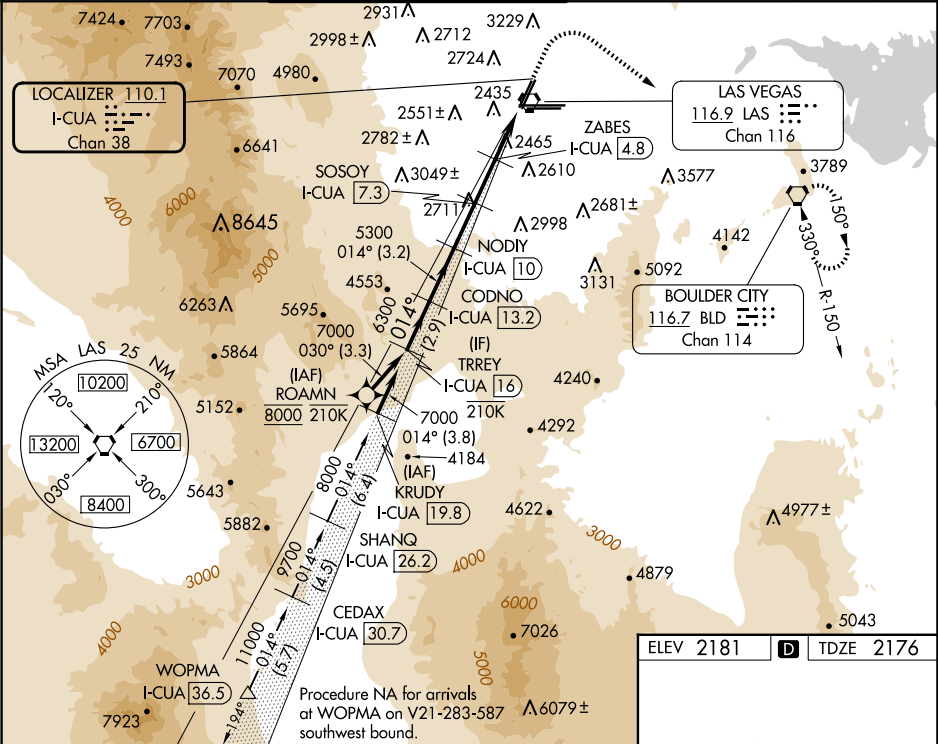 7424
7703
2931
3229
2998±
2712
7493
2724
7070
4980
LOCALIZER 110.1
I-CUA
Chan 38
2435
2551±
LAS VEGAS
116.9 LAS
Chan 116
ZABES
I-CUA 4.8
2782±
2465
6641
2610
3049±
SOSOY
I-CUA 7.3
3577
3789
2711
2681±
4000
6000
8645
2998
150°
330°
5300
014° (3.2)
NODIY
I-CUA 10
4142
5000
4553
3131
5092
6263
5695
6300
014°
CODNO
I-CUA 13.2
BOULDER CITY
116.7 BLD
Chan 114
R-150
7000
030° (3.3)
(2.9)
5864
(IF)
TRREY
I-CUA 16
210K
MSA LAS 25 NM
10200
120°
210°
13200
6700
030°
300°
8400
(IAF)
ROAMN
8000 210K
4240
5152
7000
014° (3.8)
4292
4184
(IAF)
KRUDY
I-CUA 19.8
8000
014°
(6.4)
5643
4622
4977±
5882
SHANQ
I-CUA 26.2
3000
9700
014°
(4.5)
4000
3000
4879
CEDAX
I-CUA 30.7
6000
5043
4000
11000
014°
(5.7)
7026
ELEV 2181 D TDZE 2176
WOPMA
I-CUA 36.5
5000
194°
Procedure NA for arrivals
at WOPMA on V21-283-587
southwest bound.
6079±
7923